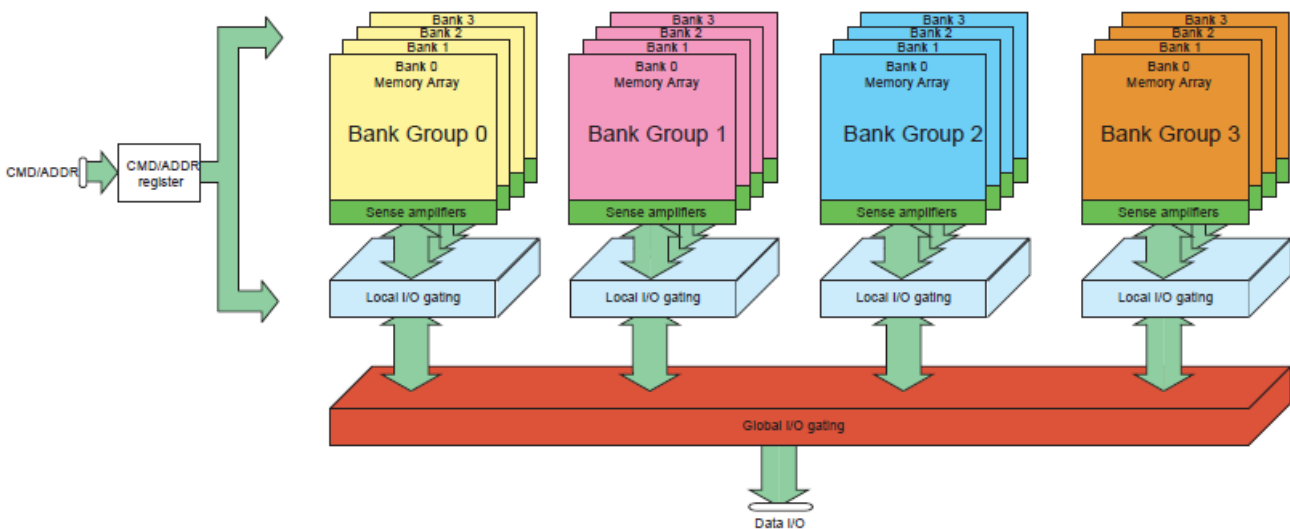 Bank 3
Bank 2
Bank 1
Bank 0
Memory Array
Bank Group 0
Sense amplifiers
Local I/O gating
Bank 3
Bank 2
Bank 1
Bank 0
Memory Array
Bank Group 1
Sense amplifiers
Local I/O gating
Bank 3
Bank 2
Bank 1
Bank 0
Memory Array
Bank Group 2
Sense amplifiers
Local I/O gating
Bank 3
Bank 2
Bank 1
Bank 0
Memory Array
Bank Group 3
Sense amplifiers
Local I/O gating
CMD/ADDR
CMD/ADDR
register
Global I/O gating
Data I/O